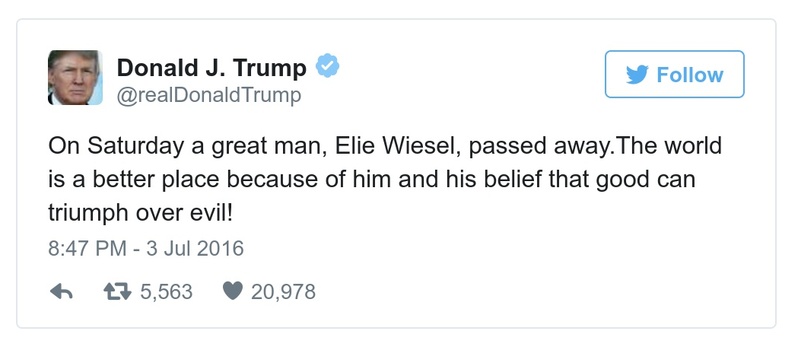 Donald J. Trump
@realDonaldTrump
Follow
On Saturday a great man, Elie Wiesel, passed away.The world
is a better place because of him and his belief that good can
triumph over evil!
8:47 PM - 3 Jul 2016
5,563 20,978